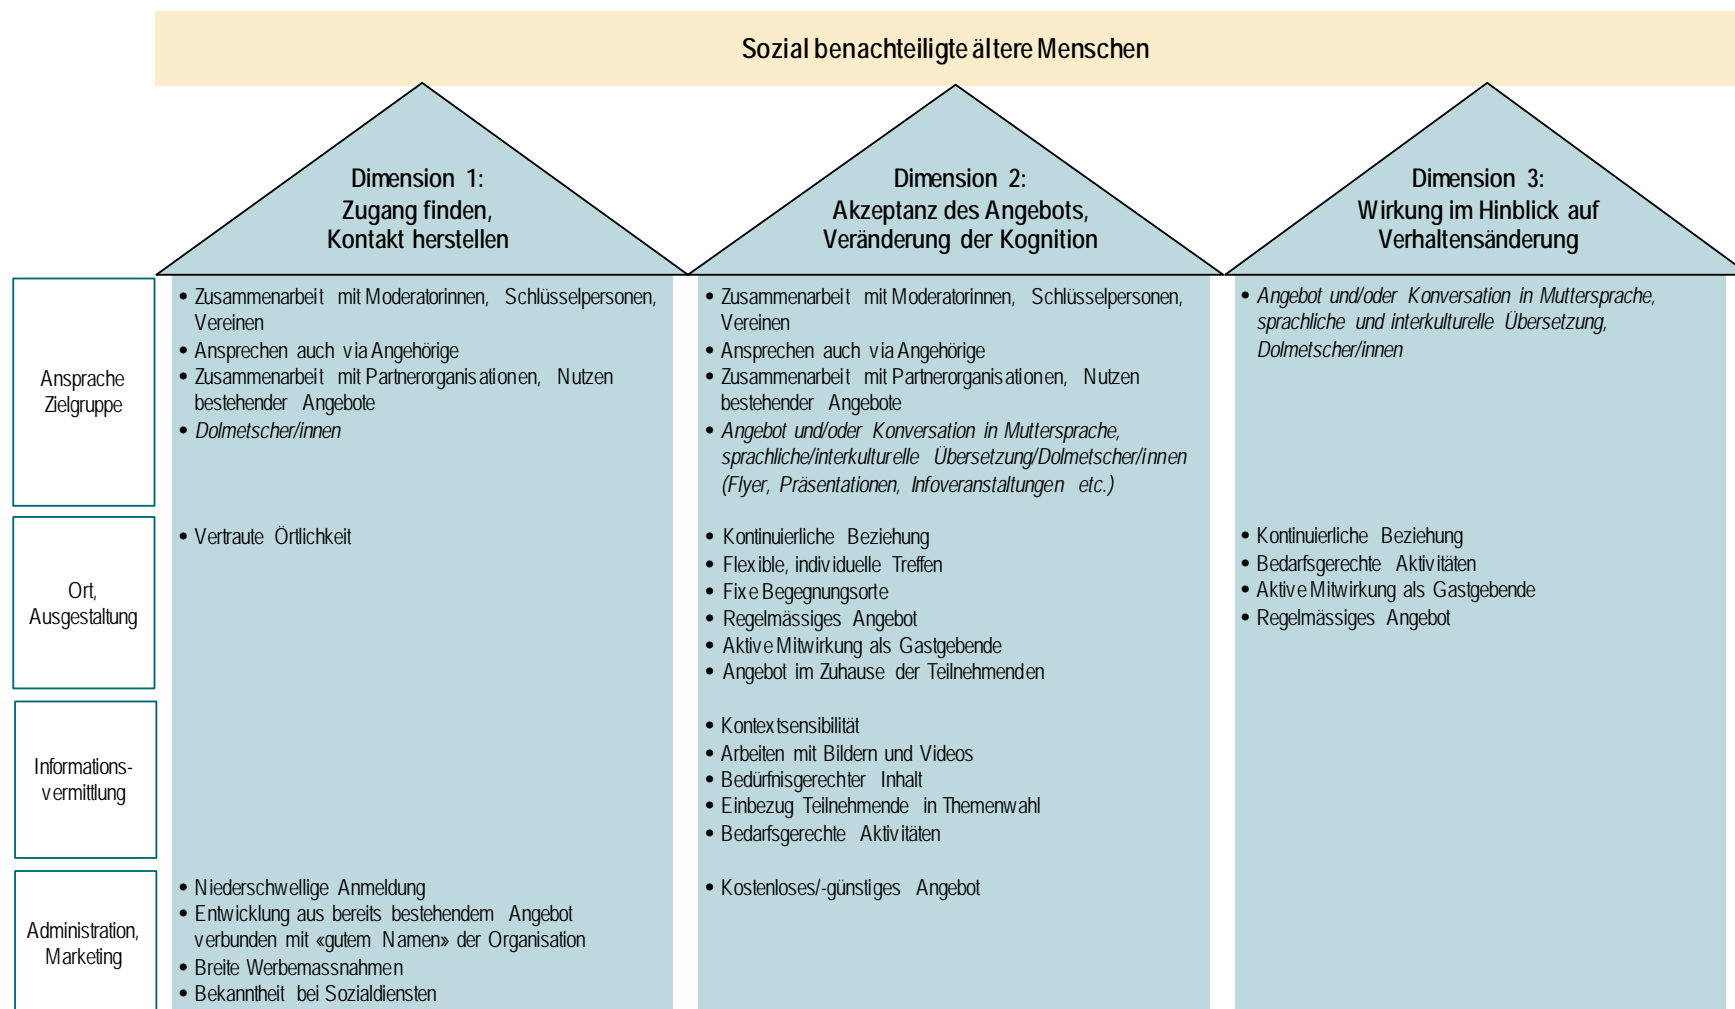 Sozial benachteiligte ältere Menschen
Dimension 1:
Zugang finden,
Kontakt herstellen
Dimension 2:
Akzeptanz des Angebots,
Veränderung der Kognition
Dimension 3:
Wirkung im Hinblick auf
Verhaltensänderung
Ansprache
Zielgruppe
• Zusammenarbeit mit Moderatorinnen, Schlüsselpersonen,
Vereinen
• Ansprechen auch via Angehörige
• Zusammenarbeit mit Partnerorganisationen, Nutzen
bestehender Angebote
• Dolmetscher/innen
• Zusammenarbeit mit Moderatorinnen, Schlüsselpersonen,
Vereinen
• Ansprechen auch via Angehörige
• Zusammenarbeit mit Partnerorganisationen, Nutzen
bestehender Angebote
• Angebot und/oder Konversation in Muttersprache,
sprachliche/interkulturelle Übersetzung/Dolmetscher/innen
(Flyer, Präsentationen, Infoveranstaltungen etc.)
• Angebot und/oder Konversation in Muttersprache,
sprachliche und interkulturelle Übersetzung,
Dolmetscher/innen
Ort,
Ausgestaltung
• Vertraute Örtlichkeit
• Kontinuierliche Beziehung
• Flexible, individuelle Treffen
• Fixe Begegnungsorte
• Regelmässiges Angebot
• Aktive Mitwirkung als Gastgebende
• Angebot im Zuhause der Teilnehmenden
• Kontinuierliche Beziehung
• Bedarfsgerechte Aktivitäten
• Aktive Mitwirkung als Gastgebende
• Regelmässiges Angebot
Informations-
vermittlung
• Kontextsensibilität
• Arbeiten mit Bildern und Videos
• Bedürfnisgerechter Inhalt
• Einbezug Teilnehmende in Themenwahl
• Bedarfsgerechte Aktivitäten
Administration,
Marketing
• Niederschwellige Anmeldung
• Entwicklung aus bereits bestehendem Angebot
verbunden mit «gutem Namen» der Organisation
• Breite Werbemassnahmen
• Bekanntheit bei Sozialdiensten
• Kostenloses/-günstiges Angebot